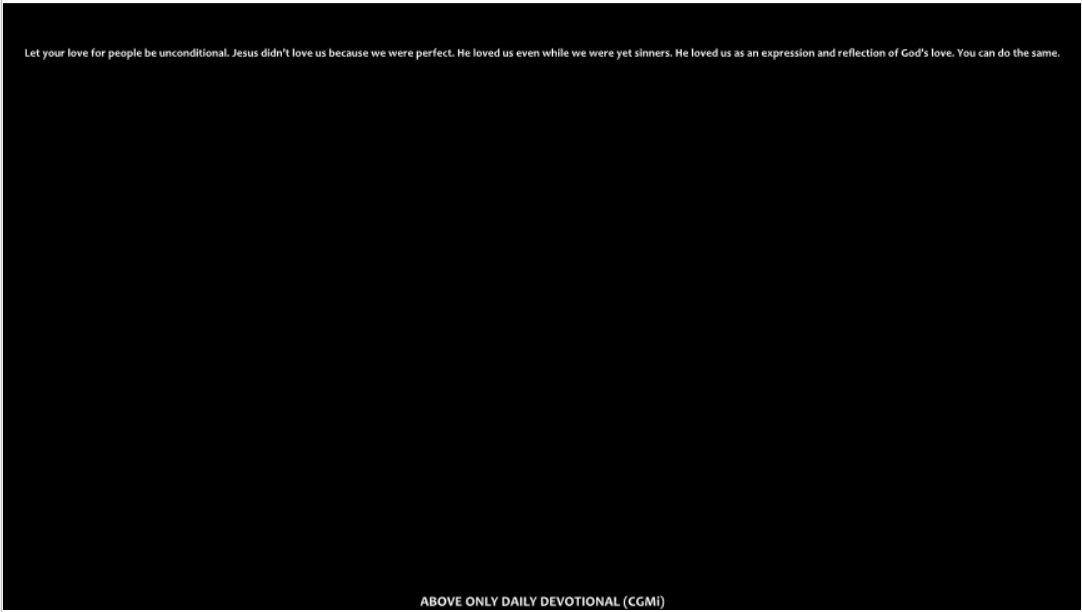 Let your love for people be unconditional. Jesus didn't love us because we were perfect. He loved us even while we were yet sinners. He loved us as an expression and reflection of God's love. You can do the same.
ABOVE ONLY DAILY DEVOTIONAL (CGMi)